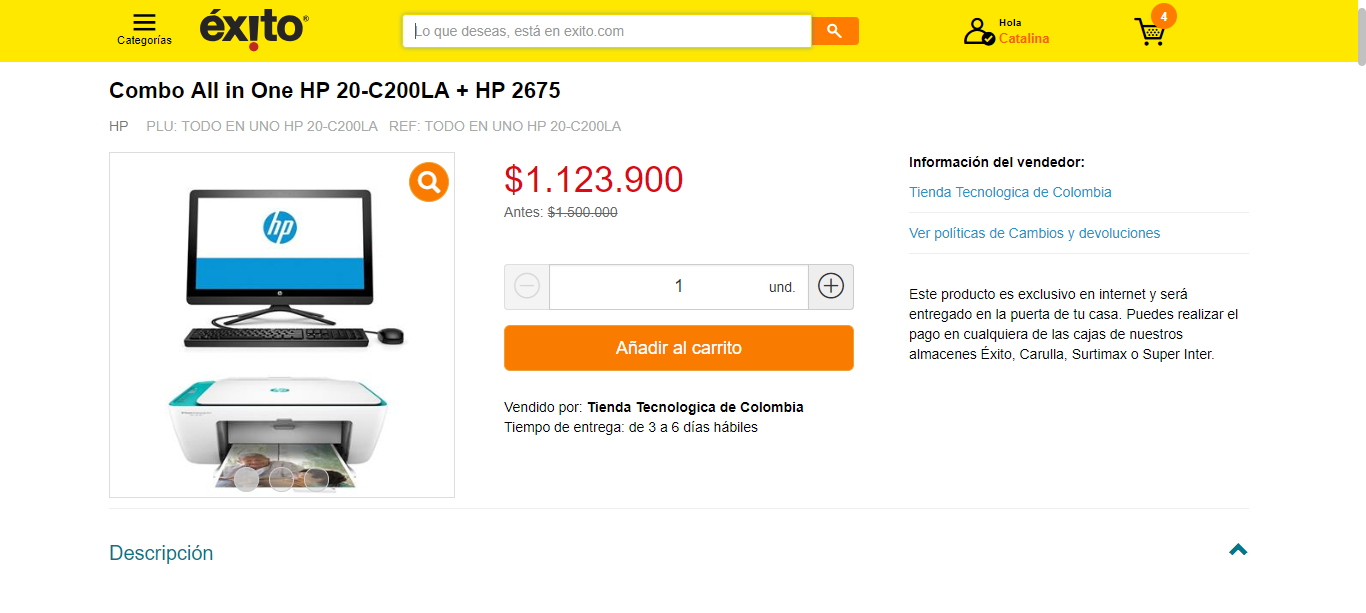 Categorías
éxito®
Lo que deseas, está en exito.com
Hola
Catalina
4
Combo All in One HP 20-C200LA + HP 2675
HP PLU: TODO EN UNO HP 20-C200LA REF: TODO EN UNO HP 20-C200LA
hp
$1.123.900
Antes: $1.500.000
1 und.
Añadir al carrito
Vendido por: Tienda Tecnologica de Colombia
Tiempo de entrega: de 3 a 6 días hábiles
Información del vendedor:
Tienda Tecnologica de Colombia
Ver políticas de Cambios y devoluciones
Este producto es exclusivo en internet y será
entregado en la puerta de tu casa. Puedes realizar el
pago en cualquiera de las cajas de nuestros
almacenes Éxito, Carulla, Surtimax o Super Inter.
Descripción